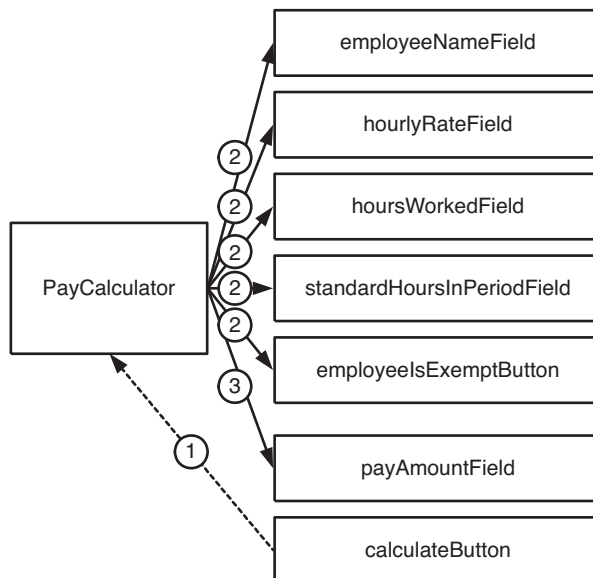 employeeNameField
hourlyRateField
2
2
hoursWorkedField
2
PayCalculator
2
standardHoursInPeriodField
2
employeeIsExemptButton
3
1
payAmountField
calculateButton